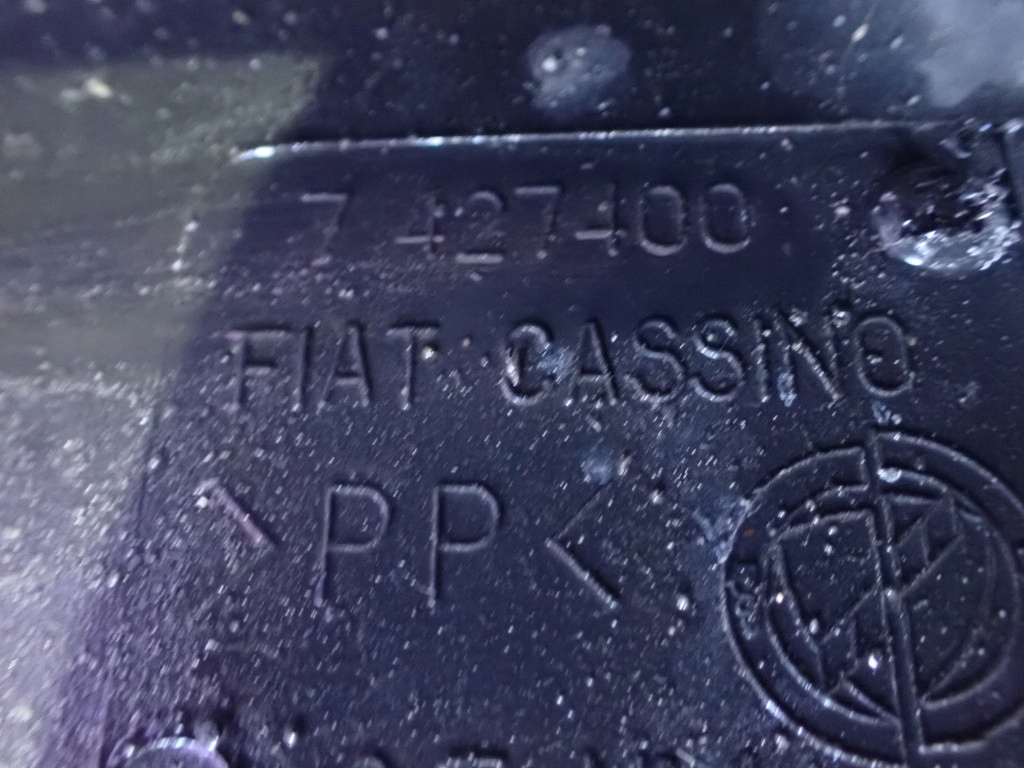 7 427400
FIAT CASSINO
>PP<